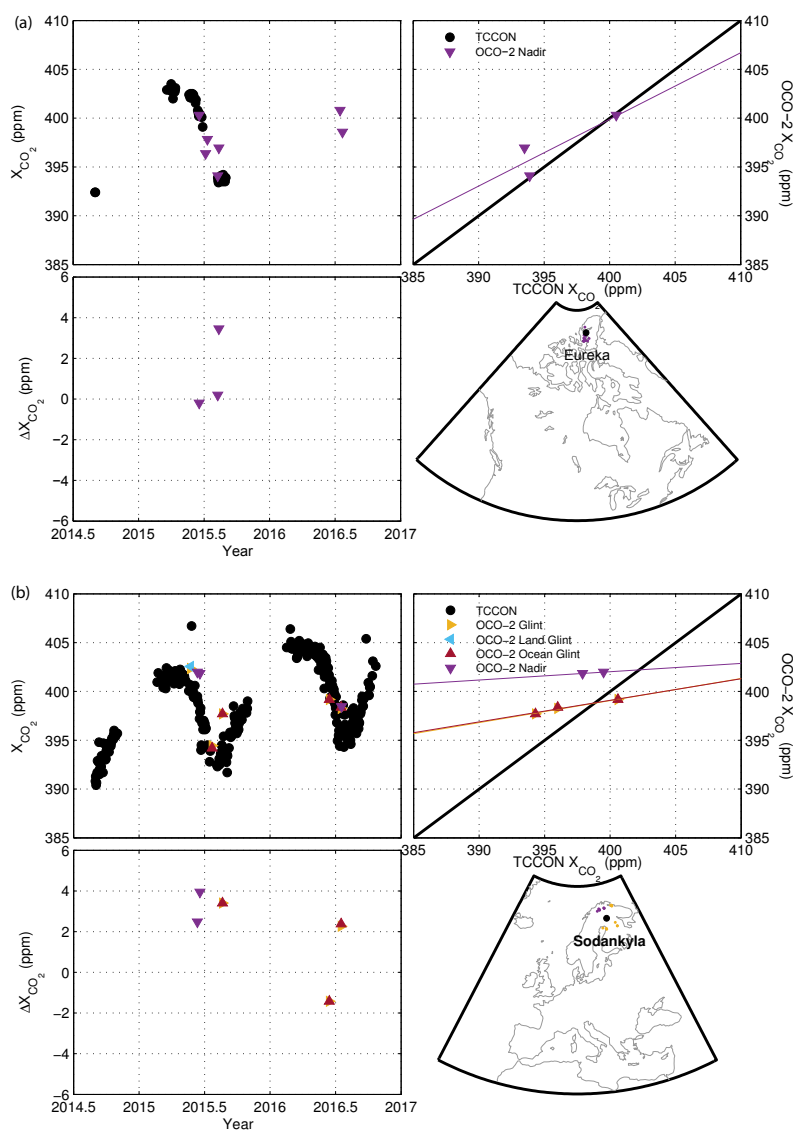 (a)
410
405
400
395
390
385
X_CO2 (ppm)
TCCON
OCO−2 Nadir
410
405
400
395
390
385
OCO−2 X_CO2 (ppm)
385 390 395 400 405 410
TCCON X_CO2 (ppm)
6
4
2
0
−2
−4
−6
ΔX_CO2 (ppm)
2014.5 2015 2015.5 2016 2016.5 2017
Year
Eureka
(b)
410
405
400
395
390
385
X_CO2 (ppm)
TCCON
OCO−2 Glint
OCO−2 Land Glint
OCO−2 Ocean Glint
OCO−2 Nadir
410
405
400
395
390
385
OCO−2 X_CO2 (ppm)
385 390 395 400 405 410
TCCON X_CO2 (ppm)
6
4
2
0
−2
−4
−6
ΔX_CO2 (ppm)
2014.5 2015 2015.5 2016 2016.5 2017
Year
Sodankyla